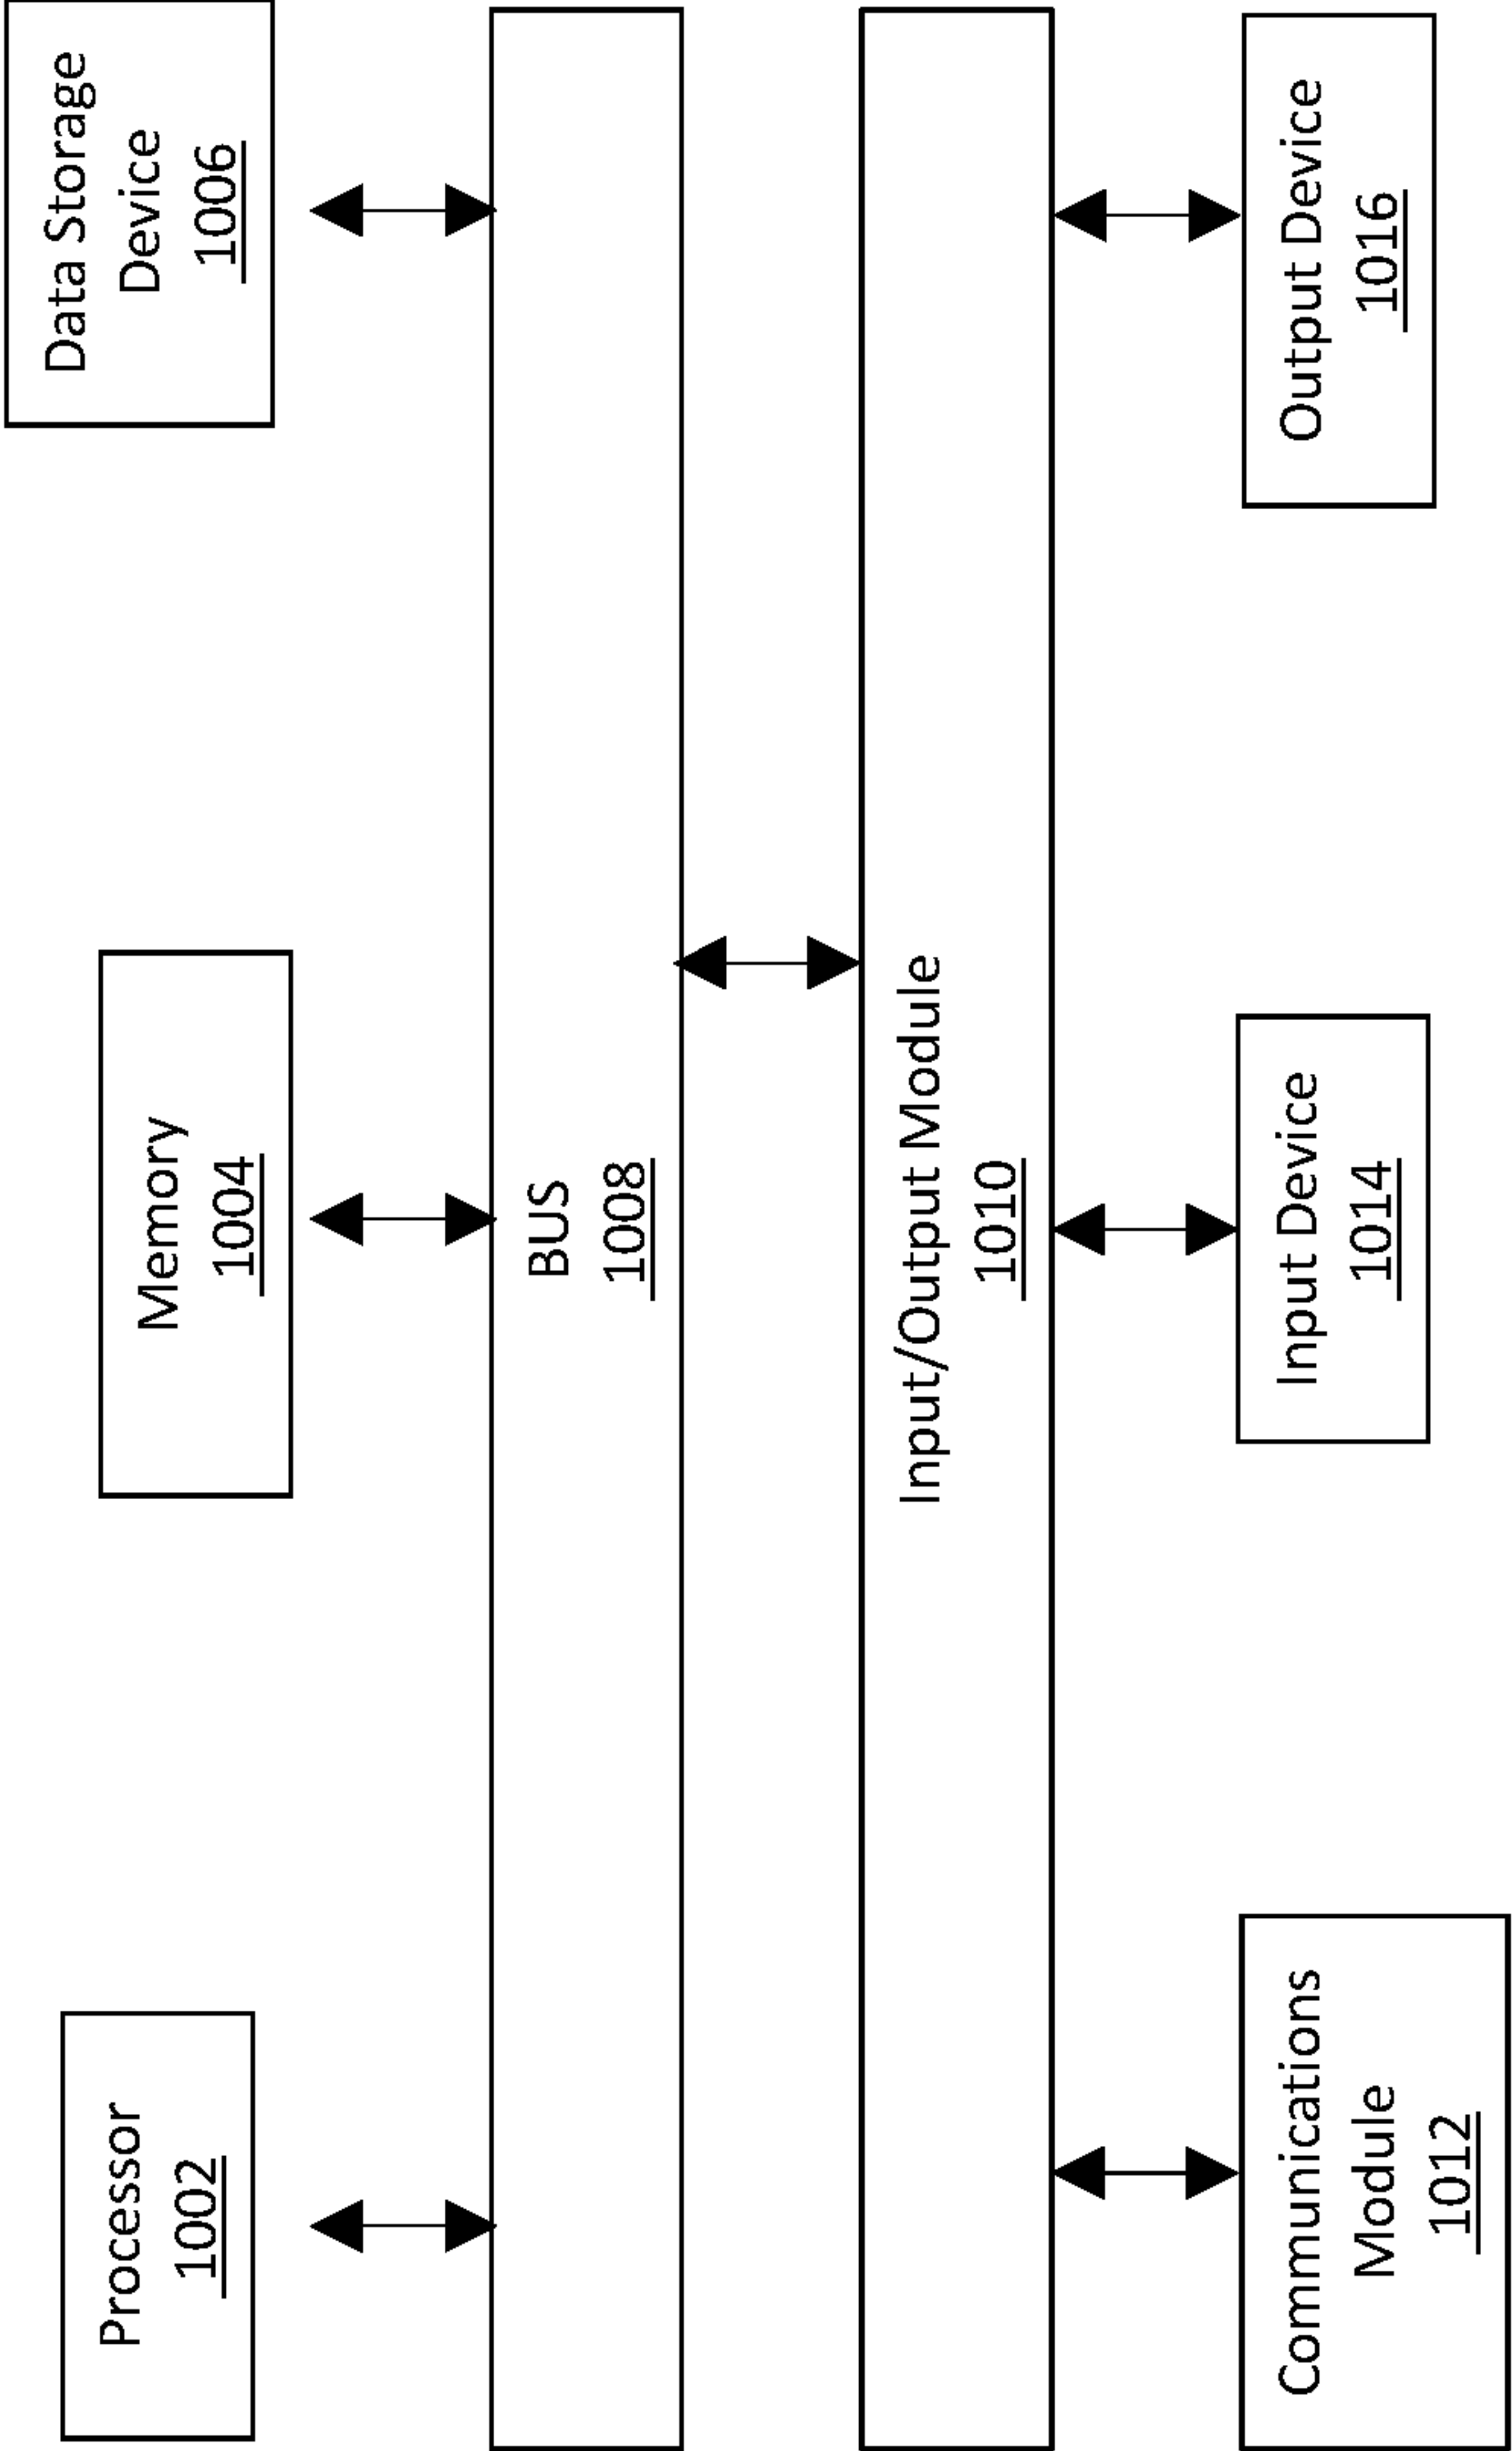 Processor
1002
Memory
1004
Data Storage
Device
1006
BUS
1008
Input/Output Module
1010
Communications
Module
1012
Input Device
1014
Output Device
1016